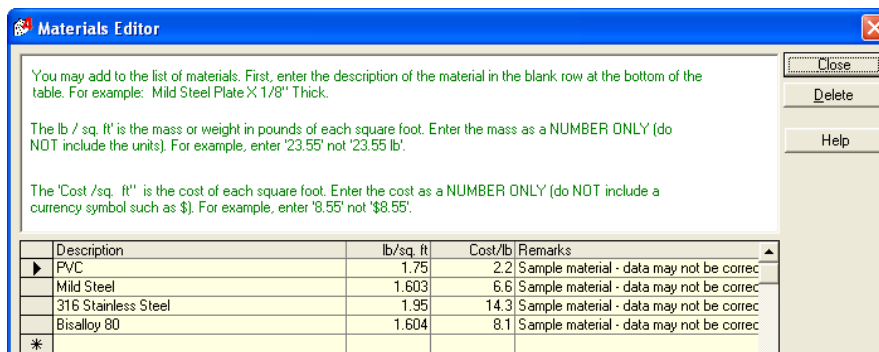 Materials Editor
You may add to the list of materials. First, enter the description of the material in the blank row at the bottom of the
table. For example: Mild Steel Plate X 1/8" Thick.
The lb / sq. ft' is the mass or weight in pounds of each square foot. Enter the mass as a NUMBER ONLY (do
NOT include the units). For example, enter '23.55' not '23.55 lb'.
The 'Cost /sq. ft'' is the cost of each square foot. Enter the cost as a NUMBER ONLY (do NOT include a
currency symbol such as $). For example, enter '8.55' not '$8.55'.
Close
Delete
Help
Description lb/sq. ft Cost/lb Remarks
PVC 1.75 2.2 Sample material - data may not be correc
Mild Steel 1.603 6.6 Sample material - data may not be correc
316 Stainless Steel 1.95 14.3 Sample material - data may not be correc
Bisalloy 80 1.604 8.1 Sample material - data may not be correc